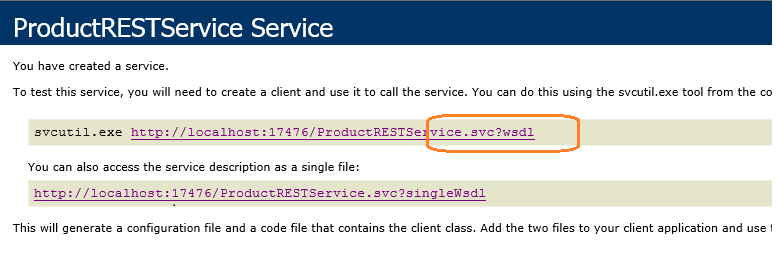 ProductRESTService Service
You have created a service.
To test this service, you will need to create a client and use it to call the service. You can do this using the svcutil.exe tool from the
svcutil.exe http://localhost:17476/ProductRESTService.svc?wsdl
You can also access the service description as a single file:
http://localhost:17476/ProductRESTService.svc?singleWsdl
This will generate a configuration file and a code file that contains the client class. Add the two files to your client application and use